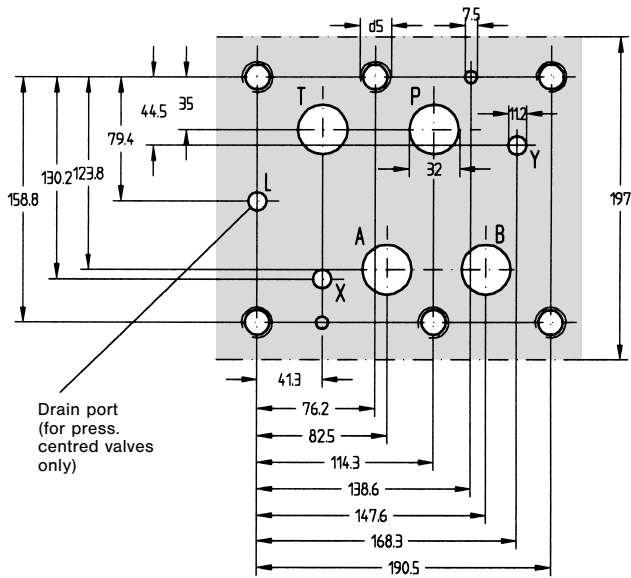 d5
7.5
T
P
35
44.5
11.2
79.4
Y
130.2
123.8
32
L
158.8
197
A
B
X
41.3
Drain port
(for press.
centred valves
only)
76.2
82.5
114.3
138.6
147.6
168.3
190.5